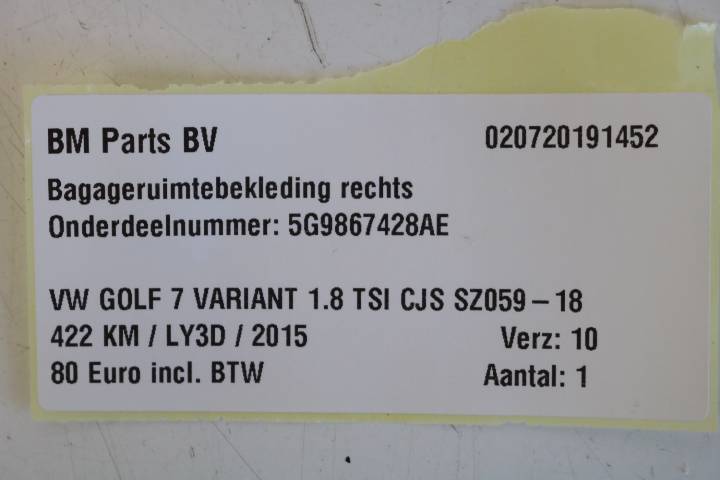 BM Parts BV 020720191452
Bagageruimtebekleding rechts
Onderdeelnummer: 5G9867428AE
VW GOLF 7 VARIANT 1.8 TSI CJS SZ059 - 18
422 KM / LY3D / 2015 Verz: 10
80 Euro incl. BTW Aantal: 1